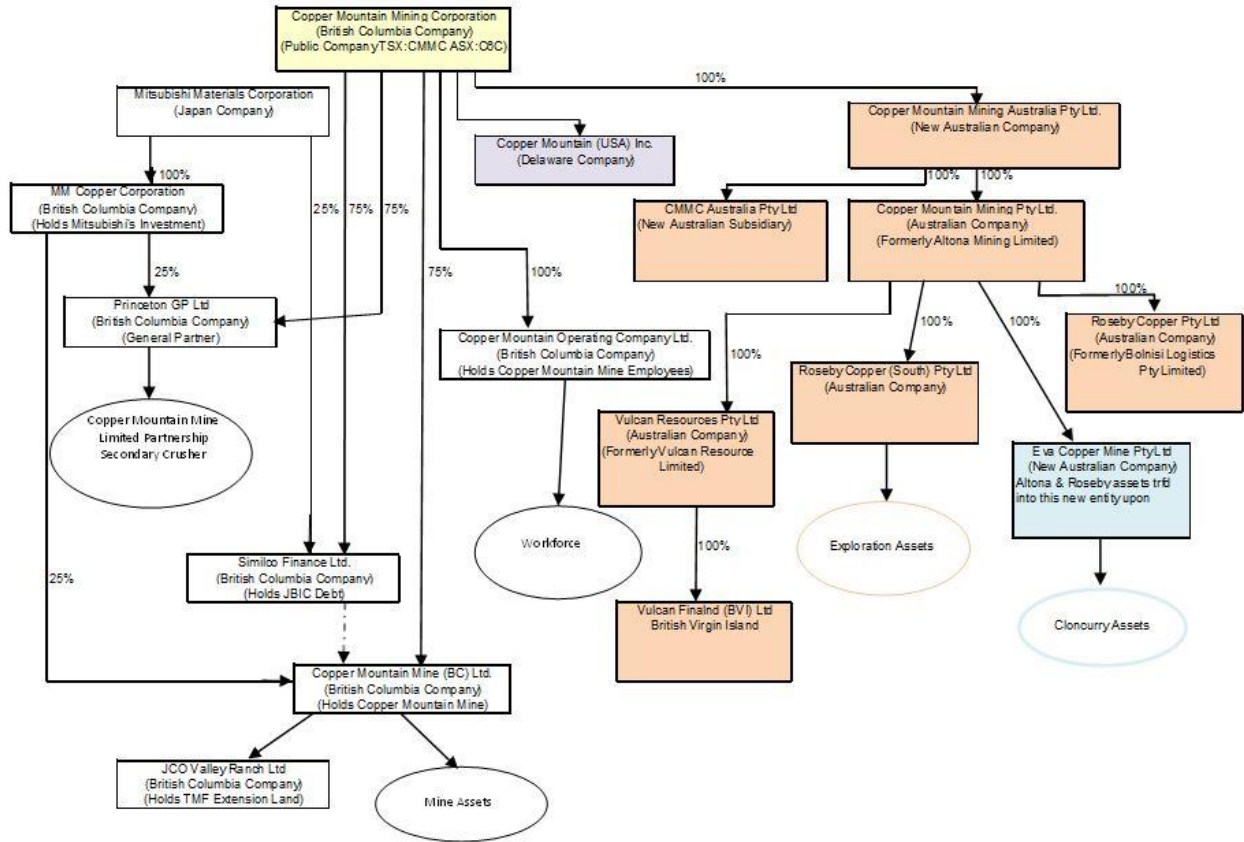 Copper Mountain Mining Corporation
(British Columbia Company)
(Public CompanyTSX:CMMC ASX:C6C)
100%
Mitsubishi Materials Corporation
(Japan Company)
Copper Mountain Mining Australia Pty Ltd.
(New Australian Company)
Copper Mountain (USA) Inc.
(Delaware Company)
100%
100%
100%
MM Copper Corporation
(British Columbia Company)
(Holds Mitsubishi's Investment)
25%
75%
75%
CMMC Australia Pty Ltd
(New Australian Subsidiary)
Copper Mountain Mining Pty Ltd.
(Australian Company)
(Formerly Altona Mining Limited)
25%
75%
100%
100%
Princeton GP Ltd
(British Columbia Company)
(General Partner)
Copper Mountain Operating Company Ltd.
(British Columbia Company)
(Holds Copper Mountain Mine Employees)
100%
100%
100%
Roseby Copper Pty Ltd
(Australian Company)
(Formerly Bolnisi Logistics
Pty Limited)
Roseby Copper (South) Pty Ltd
(Australian Company)
Copper Mountain Mine
Limited Partnership
Secondary Crusher
Vulcan Resources Pty Ltd
(Australian Company)
(Formerly Vulcan Resource
Limited)
Eva Copper Mine Pty Ltd
(New Australian Company)
Altona & Roseby assets trfd
into this new entity upon
Workforce
Exploration Assets
100%
25%
Similco Finance Ltd.
(British Columbia Company)
(Holds JBIC Debt)
Vulcan Finalnd (BVI) Ltd
British Virgin Island
Cloncurry Assets
Copper Mountain Mine (BC) Ltd.
(British Columbia Company)
(Holds Copper Mountain Mine)
JCO Valley Ranch Ltd
(British Columbia Company)
(Holds TMF Extension Land)
Mine Assets